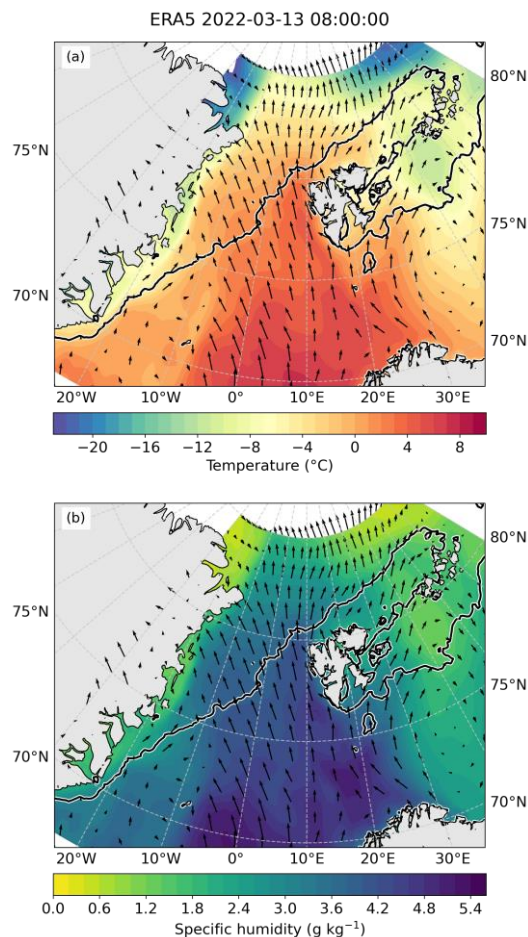 ERA5 2022-03-13 08:00:00
(a)
80°N
75°N
75°N
70°N
70°N
20°W 10°W 0° 10°E 20°E 30°E
−20 −16 −12 −8 −4 0 4 8
Temperature (°C)
(b)
80°N
75°N
75°N
70°N
70°N
20°W 10°W 0° 10°E 20°E 30°E
0.0 0.6 1.2 1.8 2.4 3.0 3.6 4.2 4.8 5.4
Specific humidity (g kg⁻¹)